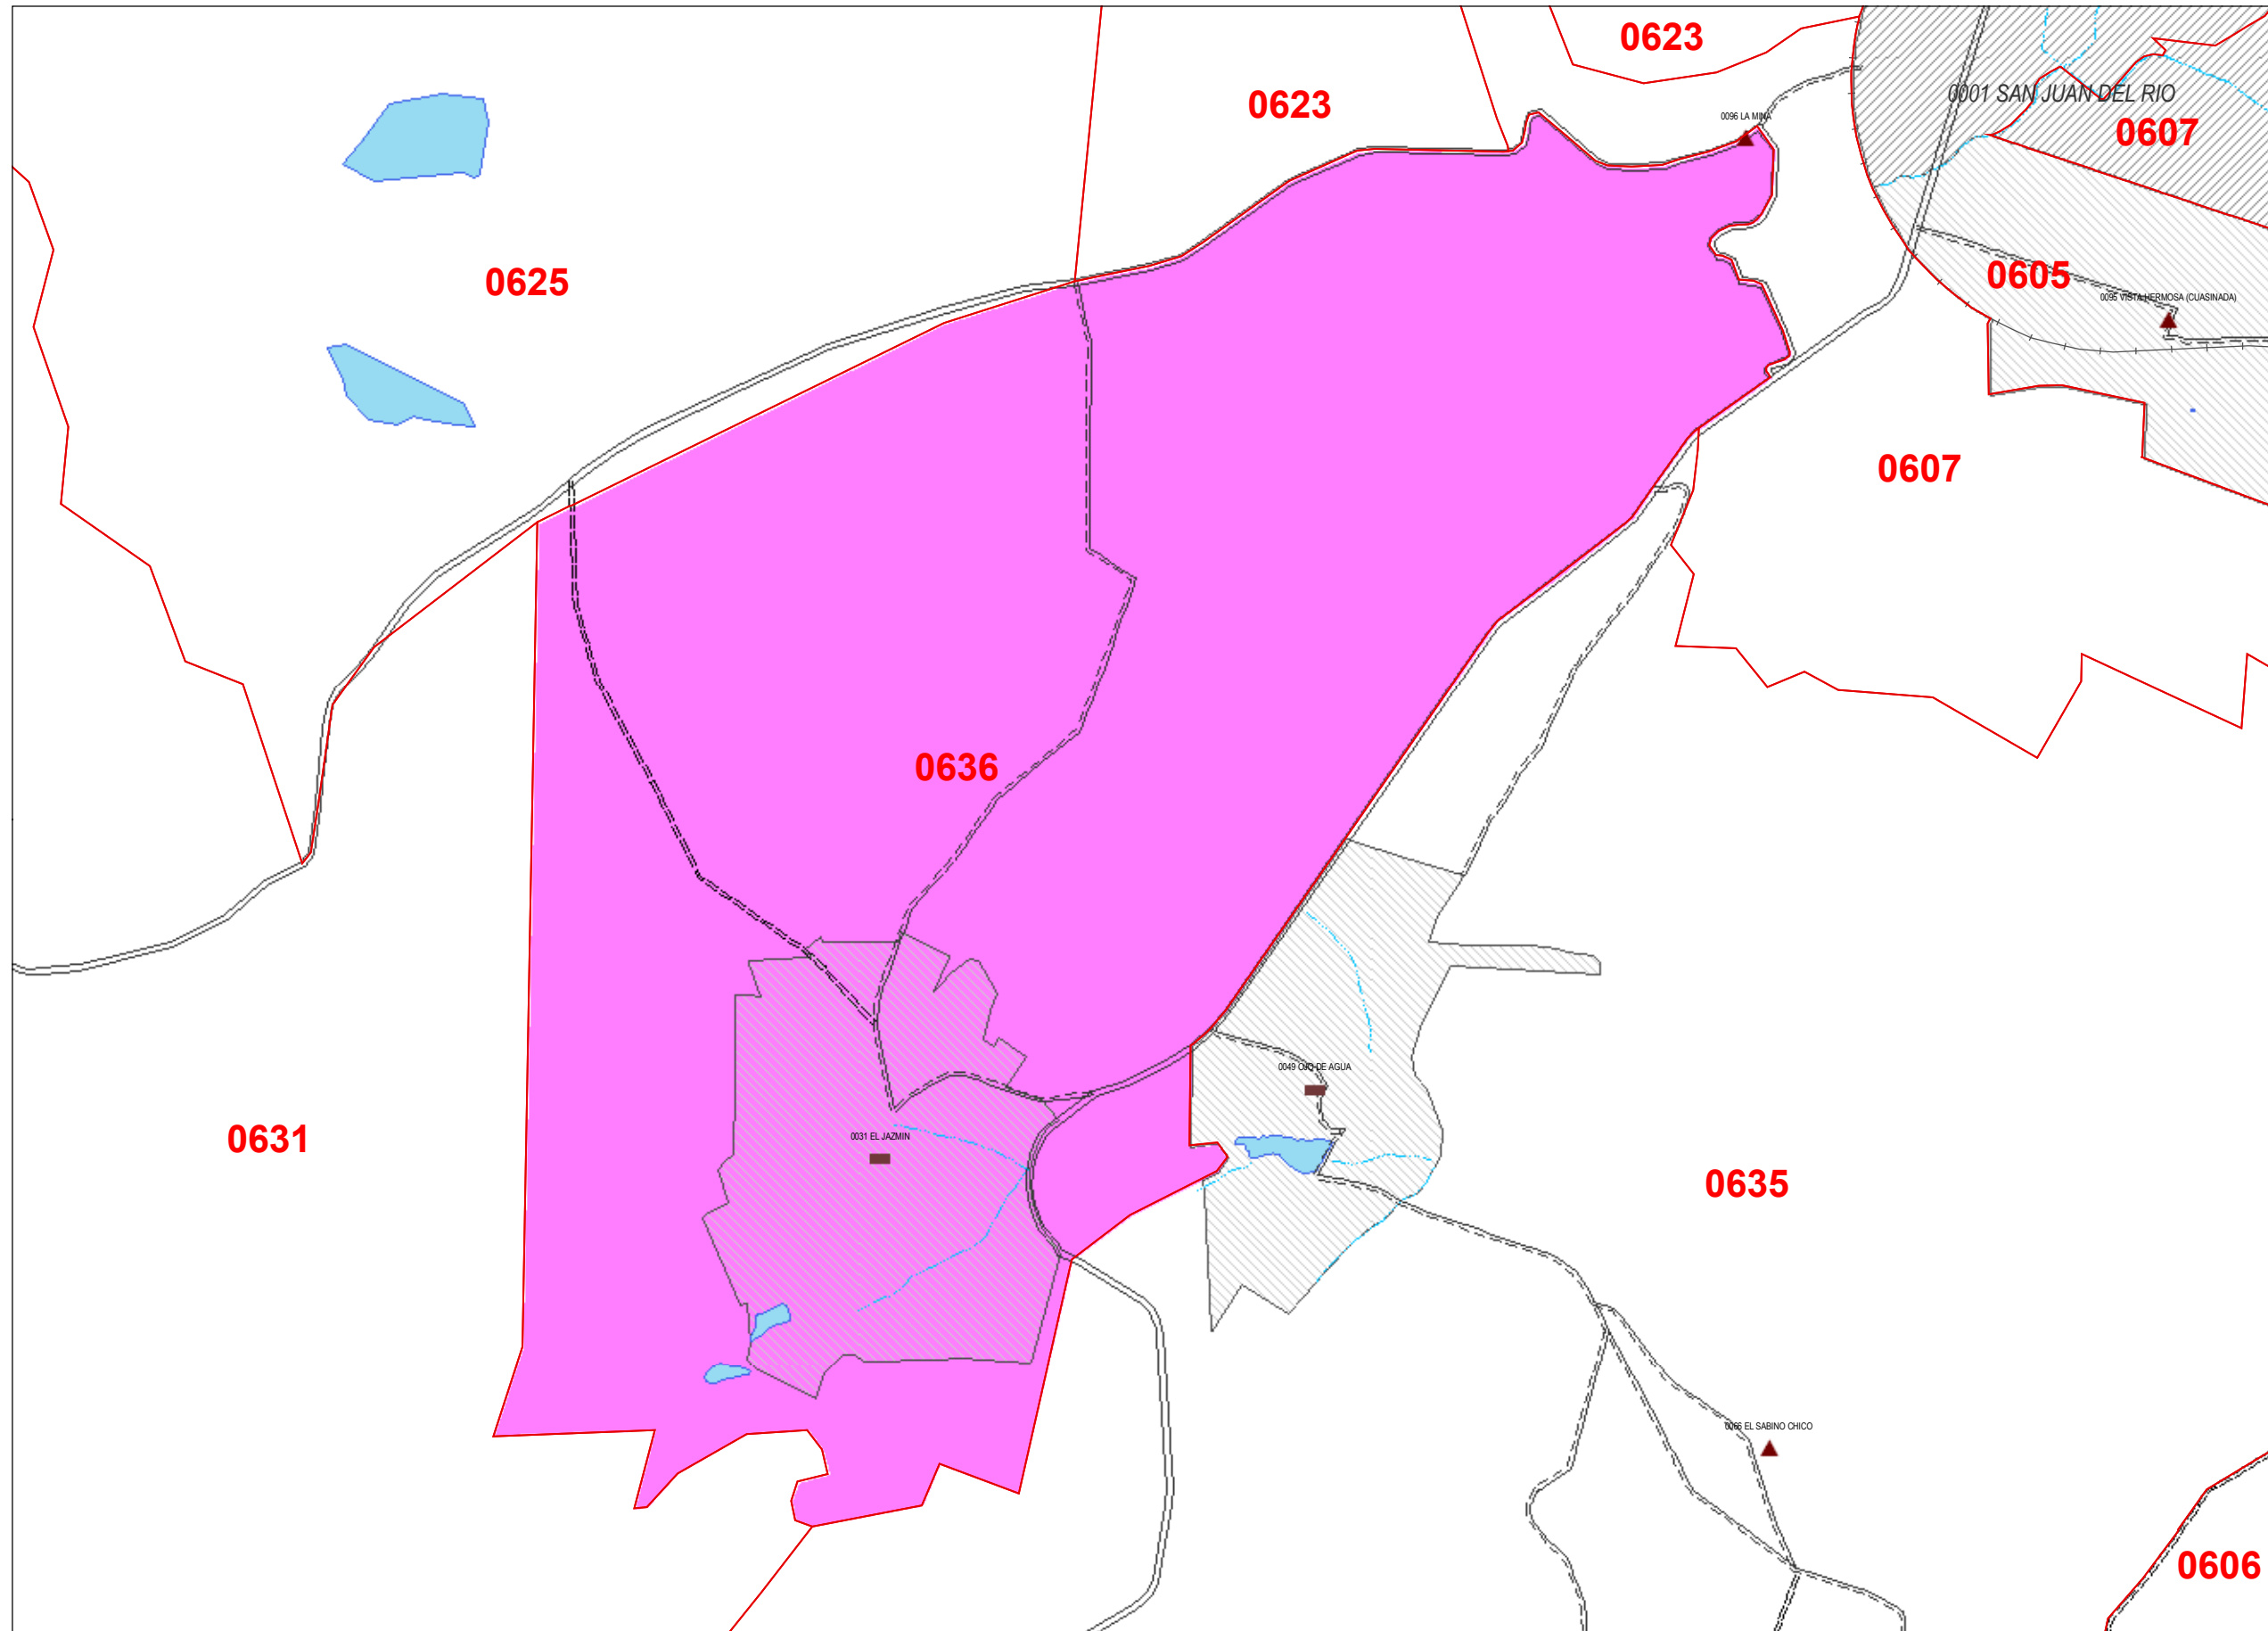 0623
0623
0001 SAN JUAN DEL RIO
0096 LA MINA
0607
0625
0605
0095 VISTA HERMOSA (CUASINADA)
0607
0636
0049 OJO DE AGUA
0031 EL JAZMIN
0631
0635
0066 EL SABINO CHICO
0606